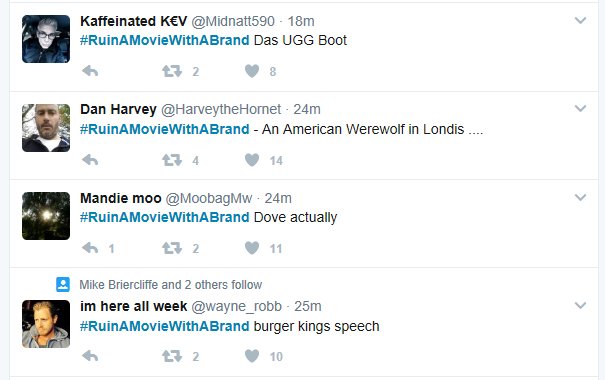 Kaffeinated K€V @Midnatt590 · 18m
#RuinAMovieWithABrand Das UGG Boot
2 8
Dan Harvey @HarveytheHornet · 24m
#RuinAMovieWithABrand - An American Werewolf in Londis ....
4 14
Mandie moo @MoobagMw · 24m
#RuinAMovieWithABrand Dove actually
1 2 11
Mike Briercliffe and 2 others follow
im here all week @wayne_robb · 25m
#RuinAMovieWithABrand burger kings speech
2 10